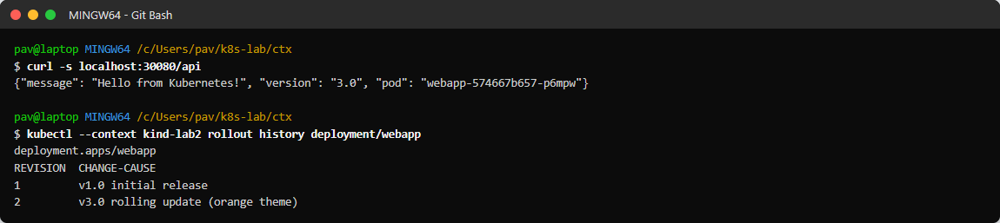 MINGW64 - Git Bash
pav@laptop MINGW64 /c/Users/pav/k8s-lab/ctx
$ curl -s localhost:30080/api
{"message": "Hello from Kubernetes!", "version": "3.0", "pod": "webapp-574667b657-p6mpw"}
pav@laptop MINGW64 /c/Users/pav/k8s-lab/ctx
$ kubectl --context kind-lab2 rollout history deployment/webapp
deployment.apps/webapp
REVISION  CHANGE-CAUSE
1         v1.0 initial release
2         v3.0 rolling update (orange theme)